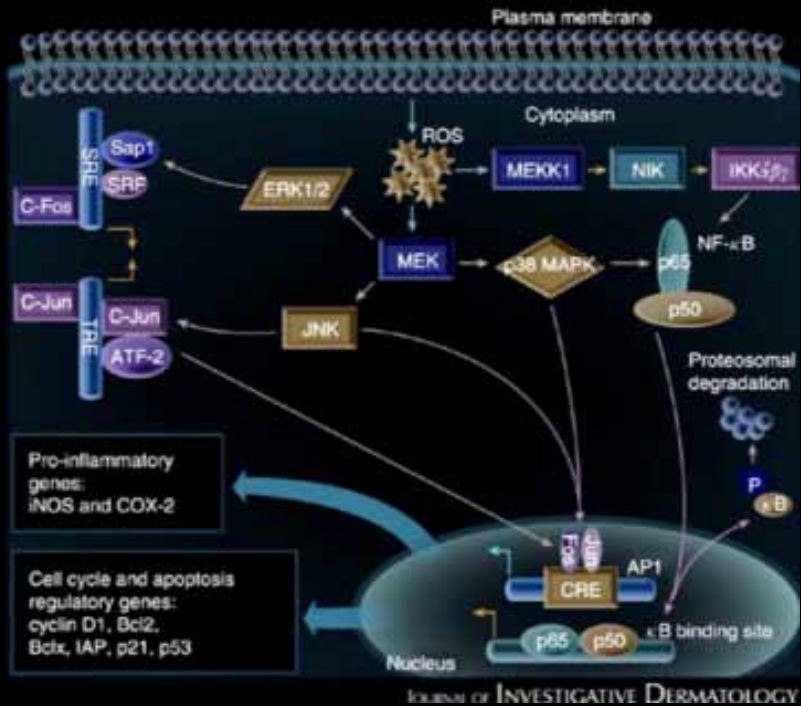 Plasma membrane
Cytoplasm
ROS
SRE
Sap1
SRF
C-Fos
ERK1/2
MEKK1
NIK
IKK
NF-κB
MEK
p38 MAPK
p65
p50
C-Jun
TRE
C-Jun
ATF-2
JNK
Proteosomal
degradation
P
κB
Pro-inflammatory
genes:
iNOS and COX-2
Fos
Jun
AP1
CRE
Cell cycle and apoptosis
regulatory genes:
cyclin D1, Bcl2,
Bclx, IAP, p21, p53
κB binding site
p65
p50
Nucleus
JOURNAL OF INVESTIGATIVE DERMATOLOGY